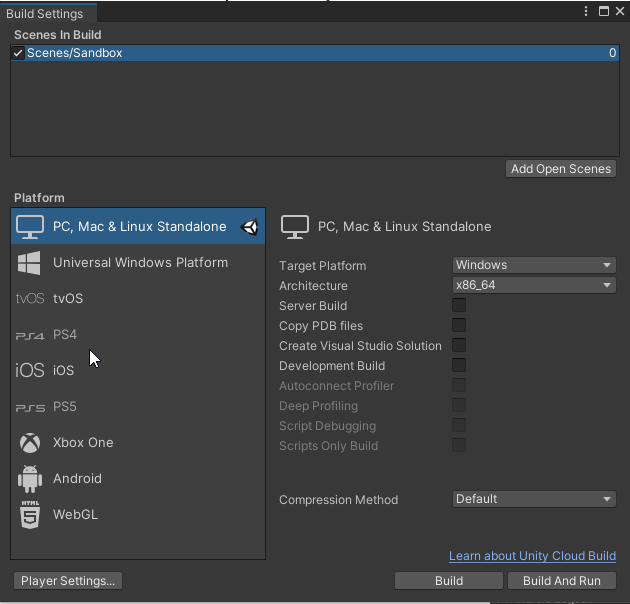 Build Settings
Scenes In Build
Scenes/Sandbox 0
Add Open Scenes
Platform
PC, Mac & Linux Standalone
Universal Windows Platform
tvOS tvOS
PS4 PS4
iOS iOS
PS5 PS5
Xbox One
Android
HTML 5 WebGL
PC, Mac & Linux Standalone
Target Platform Windows
Architecture x86_64
Server Build
Copy PDB files
Create Visual Studio Solution
Development Build
Autoconnect Profiler
Deep Profiling
Script Debugging
Scripts Only Build
Compression Method Default
Learn about Unity Cloud Build
Player Settings... Build Build And Run